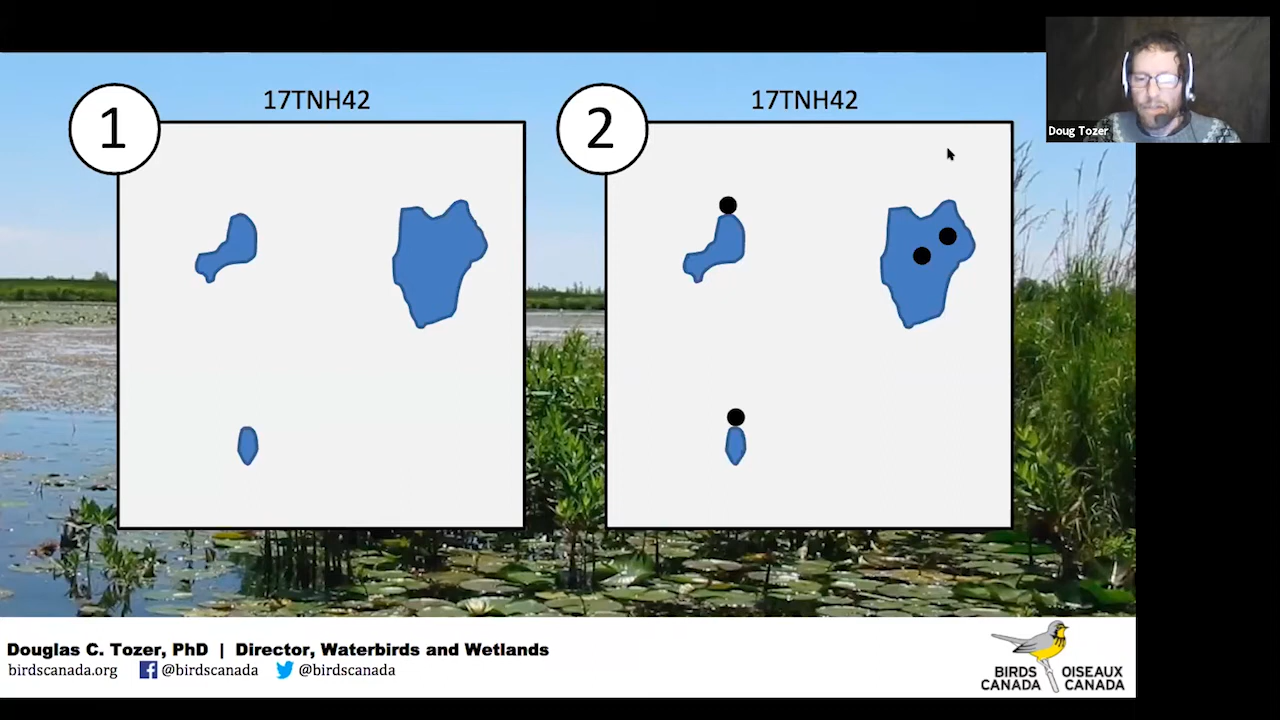 1
17TNH42
2
17TNH42
Doug Tozer
Douglas C. Tozer, PhD | Director, Waterbirds and Wetlands
birdscanada.org @birdscanada @birdscanada
BIRDS OISEAUX
CANADA CANADA